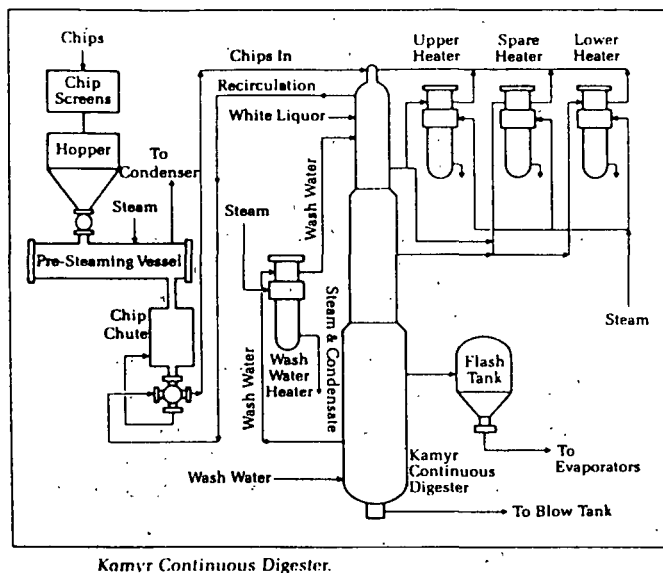 Chips
Chip
Screens
Hopper
To
Condenser
Steam
Pre-Steaming Vessel
Chip
Chute
Chips In
Recirculation
White Liquor
Wash Water
Steam
Wash
Water
Heater
Wash Water
Steam & Condensate
Wash Water
Upper
Heater
Spare
Heater
Lower
Heater
Steam
Flash
Tank
To
Evaporators
Kamyr
Continuous
Digester
To Blow Tank
Kamyr Continuous Digester.